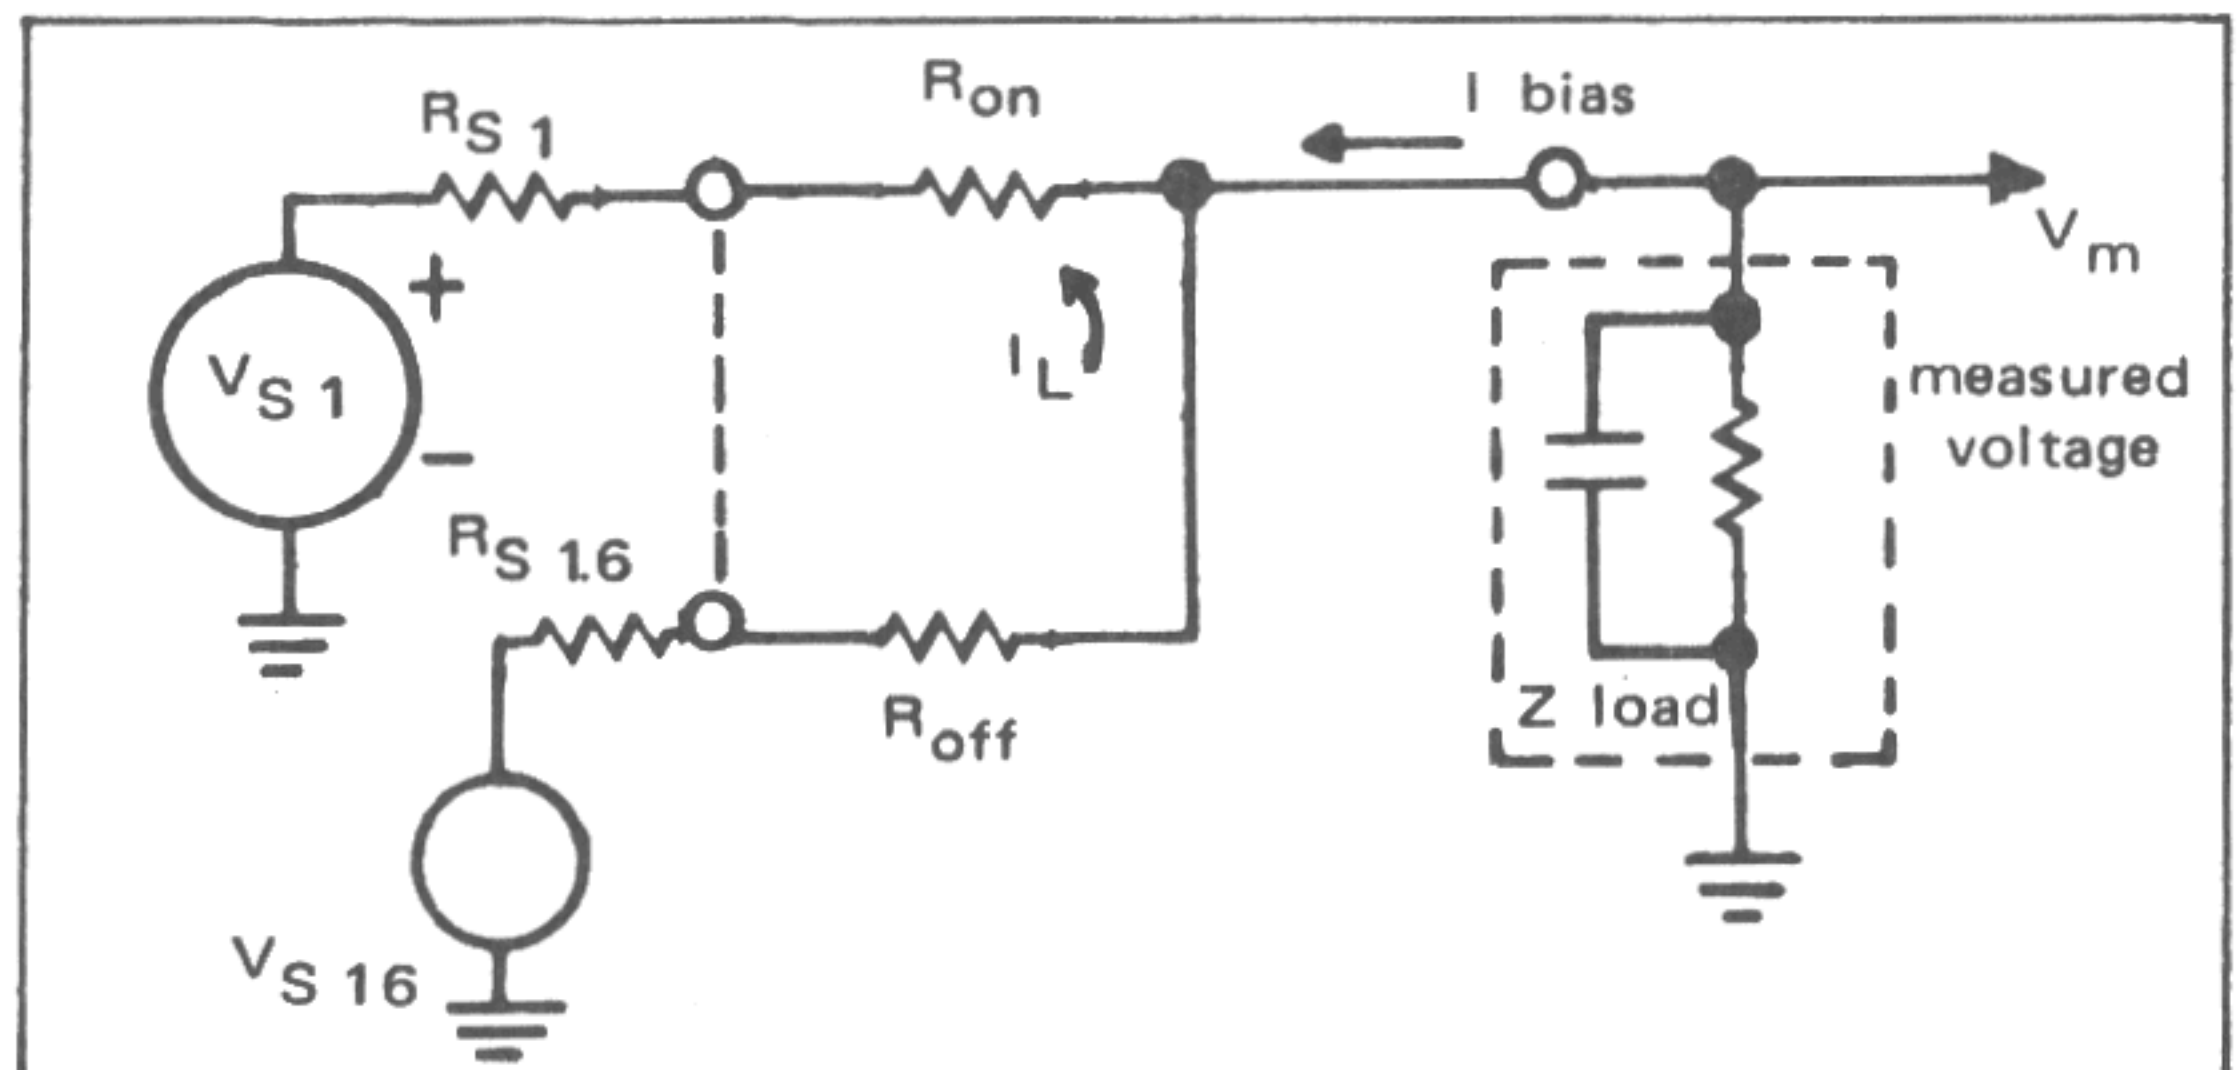 R_on
I bias
R_S 1
V_m
+
V_S 1
I_L
measured
voltage
−
R_S 1.6
Z load
R_off
V_S 16